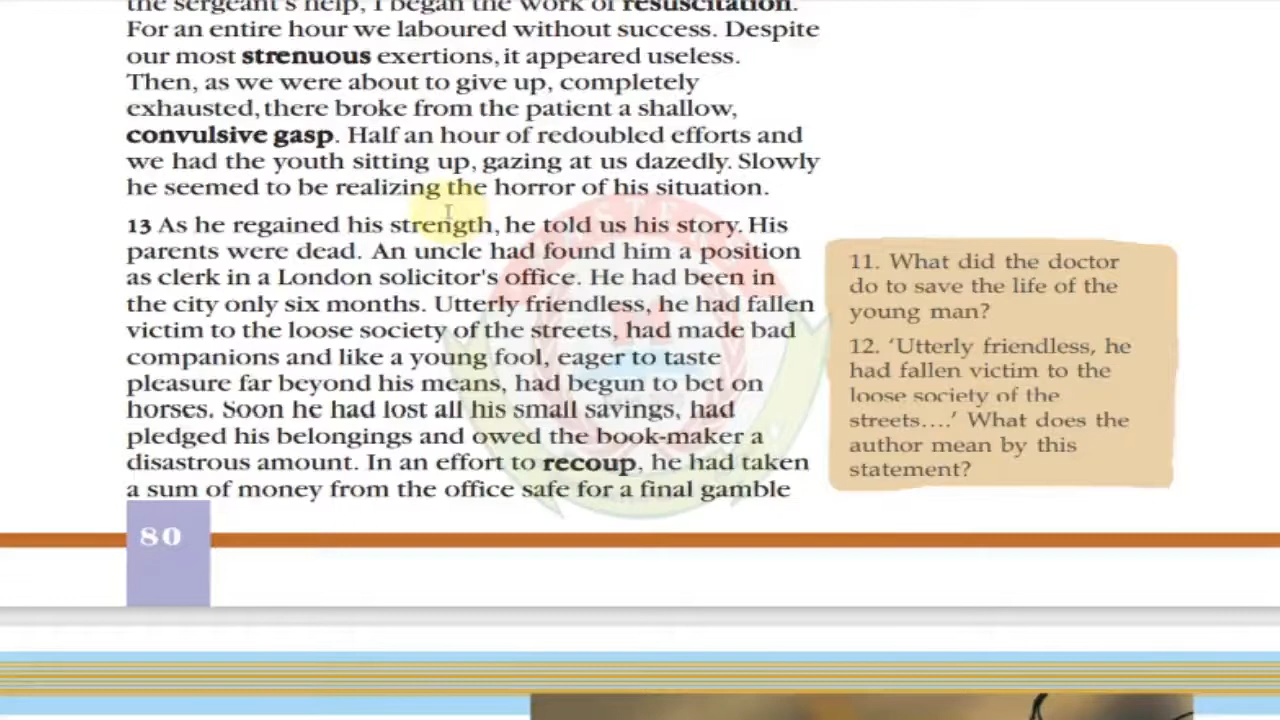 the sergeant's help, I began the work of resuscitation.
For an entire hour we laboured without success. Despite
our most strenuous exertions, it appeared useless.
Then, as we were about to give up, completely
exhausted, there broke from the patient a shallow,
convulsive gasp. Half an hour of redoubled efforts and
we had the youth sitting up, gazing at us dazedly. Slowly
he seemed to be realizing the horror of his situation.
13 As he regained his strength, he told us his story. His
parents were dead. An uncle had found him a position
as clerk in a London solicitor's office. He had been in
the city only six months. Utterly friendless, he had fallen
victim to the loose society of the streets, had made bad
companions and like a young fool, eager to taste
pleasure far beyond his means, had begun to bet on
horses. Soon he had lost all his small savings, had
pledged his belongings and owed the book-maker a
disastrous amount. In an effort to recoup, he had taken
a sum of money from the office safe for a final gamble
11. What did the doctor
do to save the life of the
young man?
12. ‘Utterly friendless, he
had fallen victim to the
loose society of the
streets….’ What does the
author mean by this
statement?
80